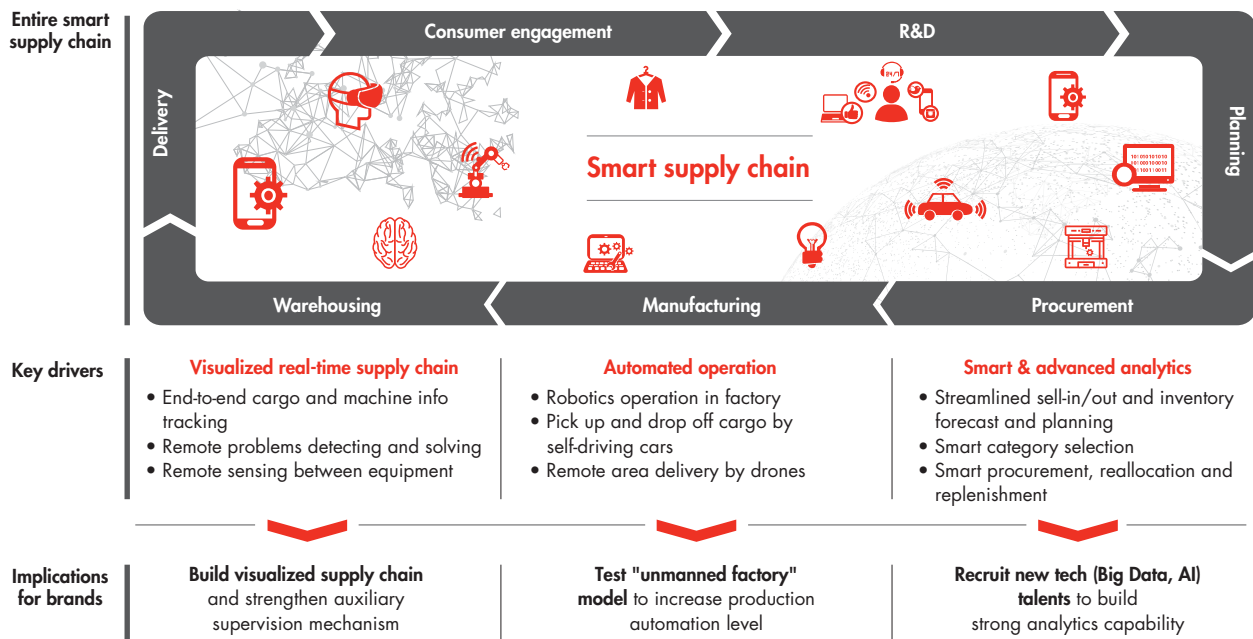 Entire smart
supply chain
Consumer engagement
R&D
Delivery
24/7
Planning
Smart supply chain
Warehousing
Manufacturing
Procurement
Key drivers
Visualized real-time supply chain
• End-to-end cargo and machine info
tracking
• Remote problems detecting and solving
• Remote sensing between equipment
Automated operation
• Robotics operation in factory
• Pick up and drop off cargo by
self-driving cars
• Remote area delivery by drones
Smart & advanced analytics
• Streamlined sell-in/out and inventory
forecast and planning
• Smart category selection
• Smart procurement, reallocation and
replenishment
Implications
for brands
Build visualized supply chain
and strengthen auxiliary
supervision mechanism
Test "unmanned factory"
model to increase production
automation level
Recruit new tech (Big Data, AI)
talents to build
strong analytics capability